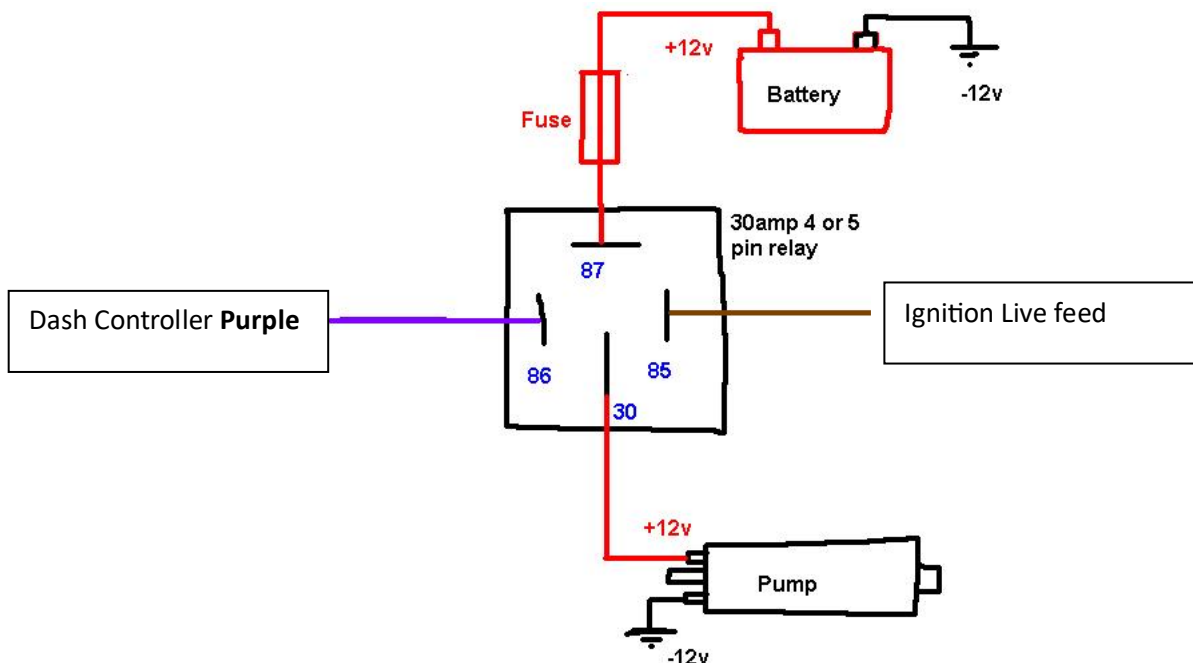 +12v
Battery
-12v
Fuse
30amp 4 or 5
pin relay
87
Dash Controller Purple
Ignition Live feed
86
85
30
+12v
Pump
-12v